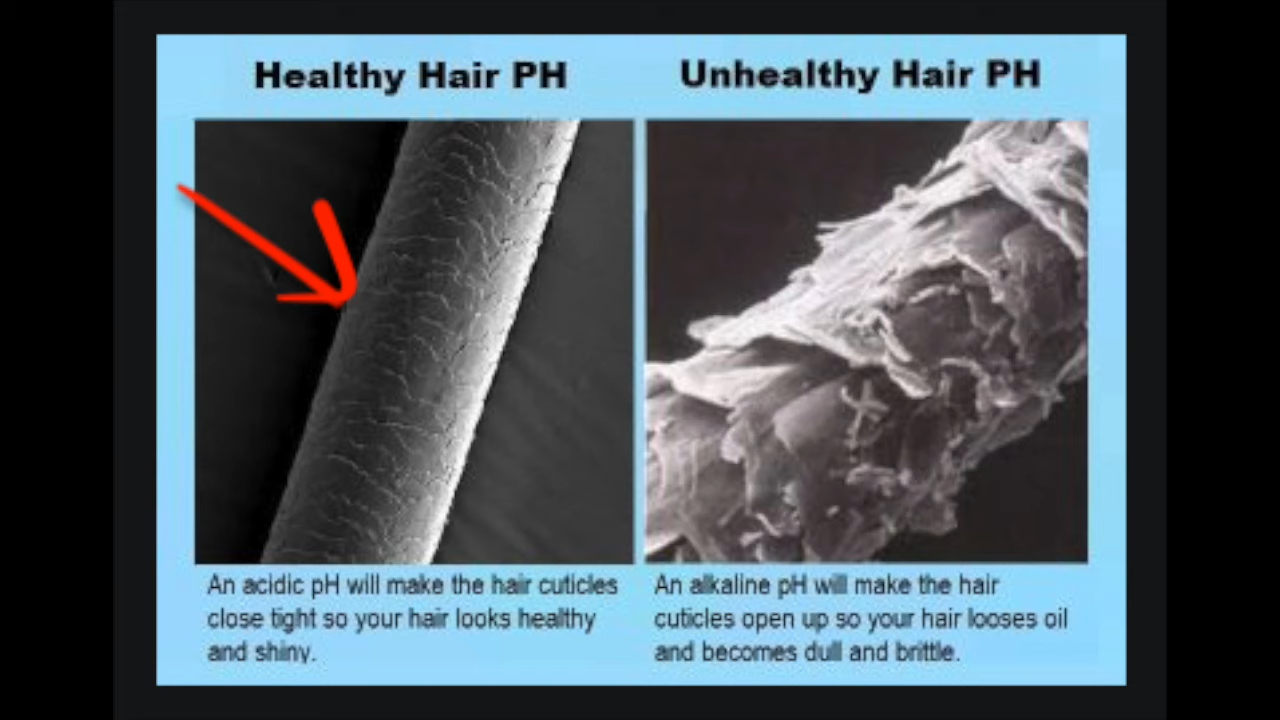 Healthy Hair PH
Unhealthy Hair PH
An acidic pH will make the hair cuticles
close tight so your hair looks healthy
and shiny.
An alkaline pH will make the hair
cuticles open up so your hair looses oil
and becomes dull and brittle.